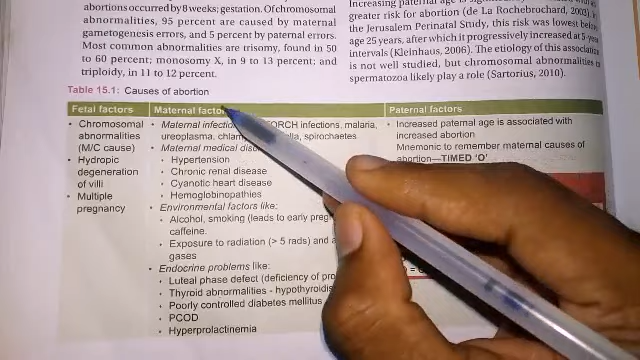 abortions occurred by 8 weeks; gestation. Of chromosomal
abnormalities, 95 percent are caused by maternal
gametogenesis errors, and 5 percent by paternal errors.
Most common abnormalities are trisomy, found in 50
to 60 percent; monosomy X, in 9 to 13 percent; and
triploidy, in 11 to 12 percent.
Increasing paternal age is
greater risk for abortion (de La Rochebrochard, 2003). I
the Jerusalem Perinatal Study, this risk was lowest
age 25 years, after which it progressively increased at 5-year
intervals (Kleinhaus, 2006). The etiology of this association
is not well studied, but chromosomal abnormalities
spermatozoa likely play a role (Sartorius, 2010).
Table 15.1: Causes of abortion
Fetal factors
• Chromosomal
abnormalities
(M/C cause)
• Hydropic
degeneration
of villi
• Multiple
pregnancy
Maternal factor
• Maternal infection ORCH infections, malaria,
ureoplasma, chlam lla, spirochaetes
• Maternal medical
• Hypertension
• Chronic renal disease
• Cyanotic heart disease
• Hemoglobinopathies
• Environmental factors like:
• Alcohol, smoking (leads to early
caffeine.
• Exposure to radiation (> 5 rads) and
gases
• Endocrine problems like:
• Luteal phase defect (deficiency of
• Thyroid abnormalities - hypothyroidis
• Poorly controlled diabetes mellitus
• PCOD
• Hyperprolactinemia
Paternal factors
• Increased paternal age is associated with
increased abortion
Mnemonic to remember maternal causes of
abortion—TIMED 'O'